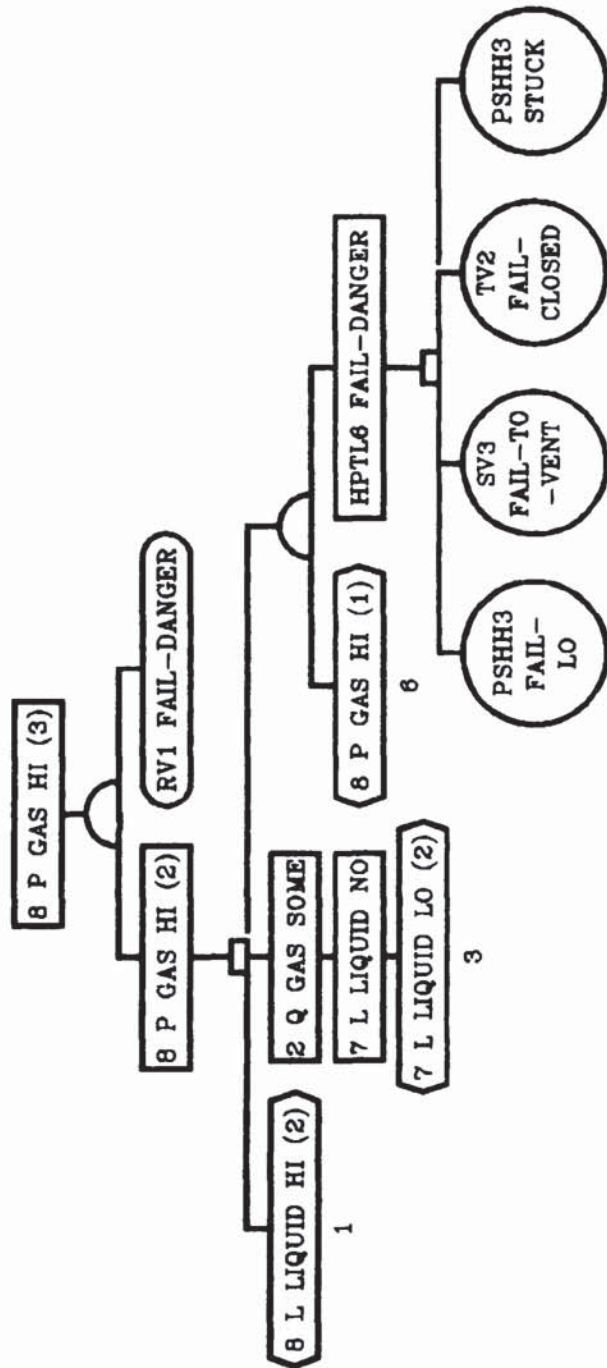 8 P GAS HI (3)
8 P GAS HI (2)
RV1 FAIL-DANGER
8 L LIQUID HI (2)
1
2 Q GAS SOME
7 L LIQUID NO
7 L LIQUID LO (2)
3
8 P GAS HI (1)
6
HPTL6 FAIL-DANGER
PSHH3
FAIL-
LO
SV3
FAIL-TO
-VENT
TV2
FAIL-
CLOSED
PSHH3
STUCK